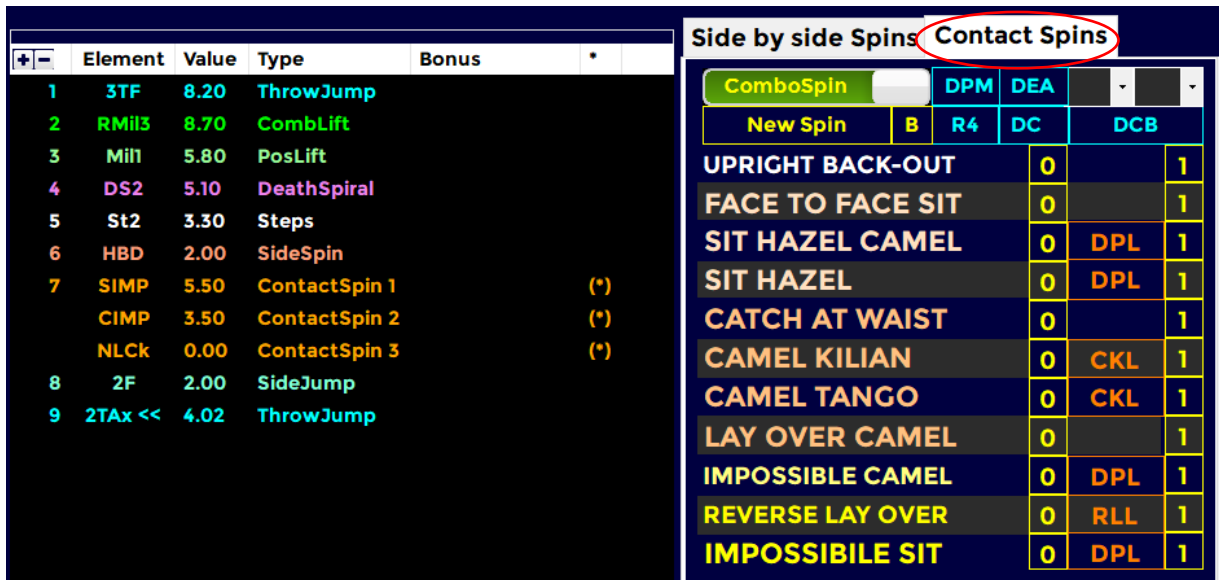 + - Element Value Type Bonus *
1 3TF 8.20 ThrowJump
2 RMil3 8.70 CombLift
3 Mil1 5.80 PosLift
4 DS2 5.10 DeathSpiral
5 St2 3.30 Steps
6 HBD 2.00 SideSpin
7 SIMP 5.50 ContactSpin 1 (*)
CIMP 3.50 ContactSpin 2 (*)
NLCk 0.00 ContactSpin 3 (*)
8 2F 2.00 SideJump
9 2TAx << 4.02 ThrowJump
Side by side Spins Contact Spins
ComboSpin DPM DEA
New Spin B R4 DC DCB
UPRIGHT BACK-OUT 0 1
FACE TO FACE SIT 0 1
SIT HAZEL CAMEL 0 DPL 1
SIT HAZEL 0 DPL 1
CATCH AT WAIST 0 1
CAMEL KILIAN 0 CKL 1
CAMEL TANGO 0 CKL 1
LAY OVER CAMEL 0 1
IMPOSSIBLE CAMEL 0 DPL 1
REVERSE LAY OVER 0 RLL 1
IMPOSSIBILE SIT 0 DPL 1